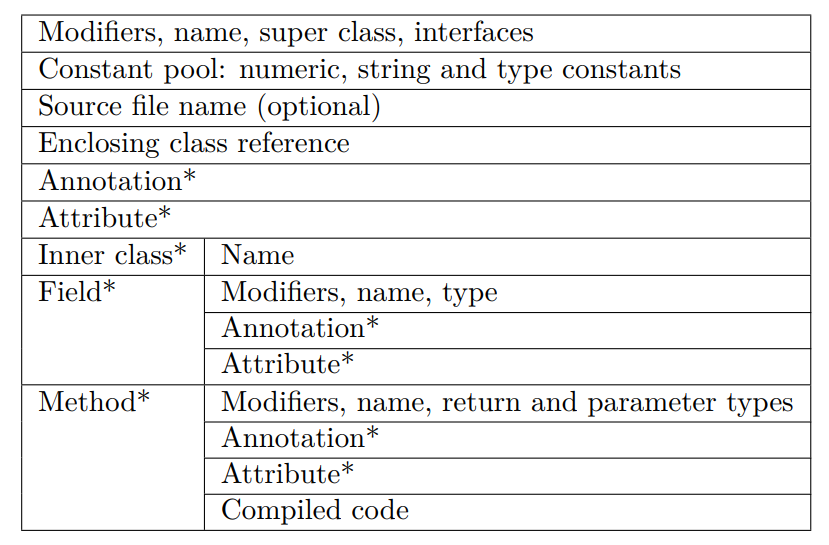 Modifiers, name, super class, interfaces
Constant pool: numeric, string and type constants
Source file name (optional)
Enclosing class reference
Annotation*
Attribute*
Inner class* Name
Field* Modifiers, name, type
Annotation*
Attribute*
Method* Modifiers, name, return and parameter types
Annotation*
Attribute*
Compiled code